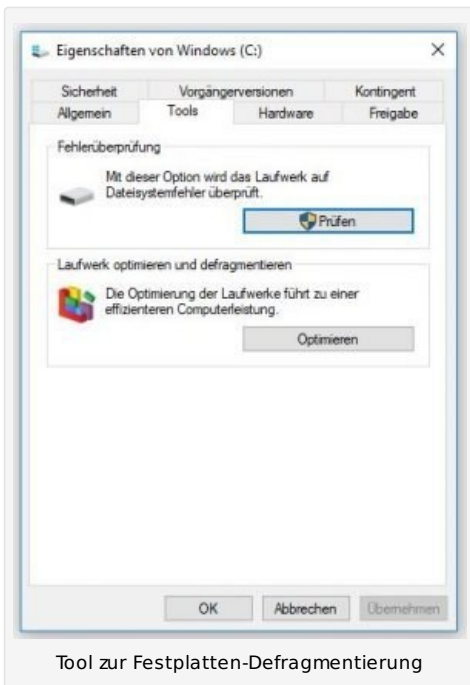 Eigenschaften von Windows (C:)
Sicherheit Vorgängerversionen Kontingent
Allgemein Tools Hardware Freigabe
Fehlerüberprüfung
Mit dieser Option wird das Laufwerk auf
Dateisystemfehler überprüft.
Prüfen
Laufwerk optimieren und defragmentieren
Die Optimierung der Laufwerke führt zu einer
effizienteren Computerleistung.
Optimieren
OK Abbrechen Übernehmen
Tool zur Festplatten-Defragmentierung